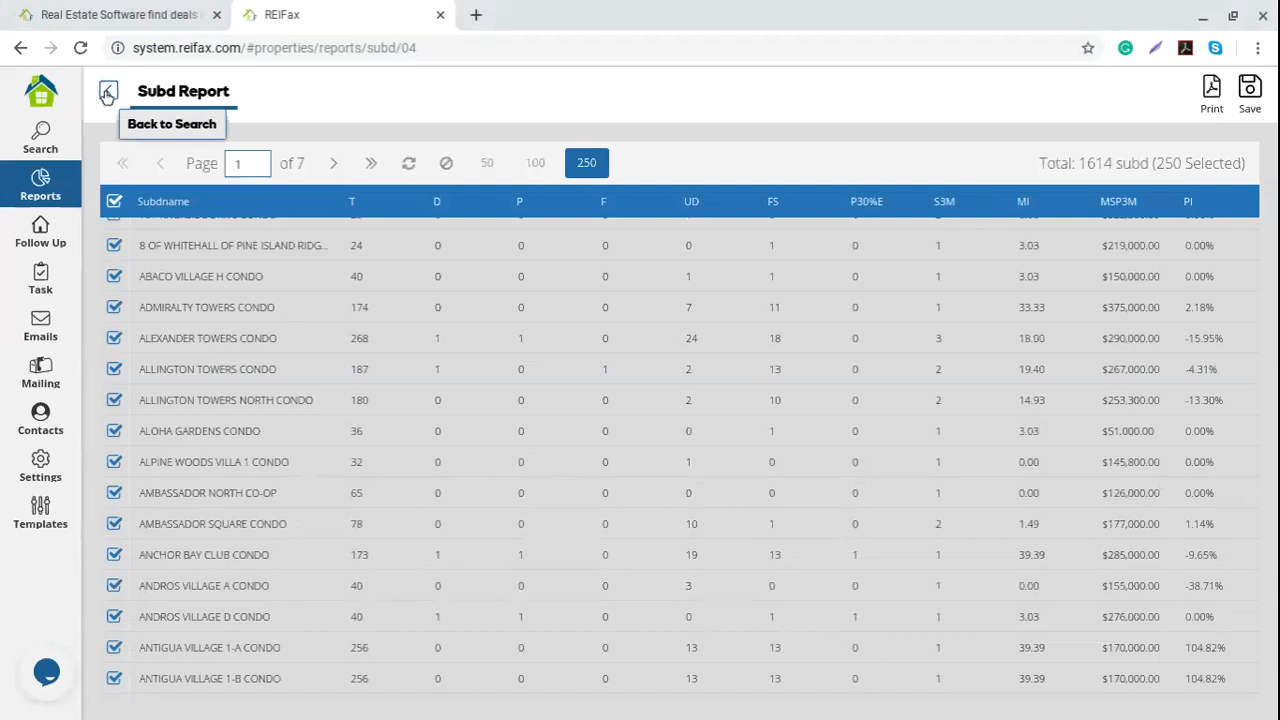 Real Estate Software find deals
REIFax
system.reifax.com/#properties/reports/subd/04
Subd Report
Print
Save
Back to Search
Search
Reports
Follow Up
Task
Emails
Mailing
Contacts
Settings
Templates
Page 1 of 7 50 100 250 Total: 1614 subd (250 Selected)
Subdname T D P F UD FS P30%E S3M MI MSP3M PI
8 OF WHITEHALL OF PINE ISLAND RIDG... 24 0 0 0 0 1 0 1 3.03 $219,000.00 0.00%
ABACO VILLAGE H CONDO 40 0 0 0 1 1 0 1 3.03 $150,000.00 0.00%
ADMIRALTY TOWERS CONDO 174 0 0 0 7 11 0 1 33.33 $375,000.00 2.18%
ALEXANDER TOWERS CONDO 268 1 1 0 24 18 0 3 18.00 $290,000.00 -15.95%
ALLINGTON TOWERS CONDO 187 1 0 1 2 13 0 2 19.40 $267,000.00 -4.31%
ALLINGTON TOWERS NORTH CONDO 180 0 0 0 2 10 0 2 14.93 $253,300.00 -13.30%
ALOHA GARDENS CONDO 36 0 0 0 0 1 0 1 3.03 $51,000.00 0.00%
ALPINE WOODS VILLA 1 CONDO 32 0 0 0 1 0 0 1 0.00 $145,800.00 0.00%
AMBASSADOR NORTH CO-OP 65 0 0 0 0 0 0 1 0.00 $126,000.00 0.00%
AMBASSADOR SQUARE CONDO 78 0 0 0 10 1 0 2 1.49 $177,000.00 1.14%
ANCHOR BAY CLUB CONDO 173 1 1 0 19 13 1 1 39.39 $285,000.00 -9.65%
ANDROS VILLAGE A CONDO 40 0 0 0 3 0 0 1 0.00 $155,000.00 -38.71%
ANDROS VILLAGE D CONDO 40 1 1 0 0 1 1 1 3.03 $276,000.00 0.00%
ANTIGUA VILLAGE 1-A CONDO 256 0 0 0 13 13 0 1 39.39 $170,000.00 104.82%
ANTIGUA VILLAGE 1-B CONDO 256 0 0 0 13 13 0 1 39.39 $170,000.00 104.82%